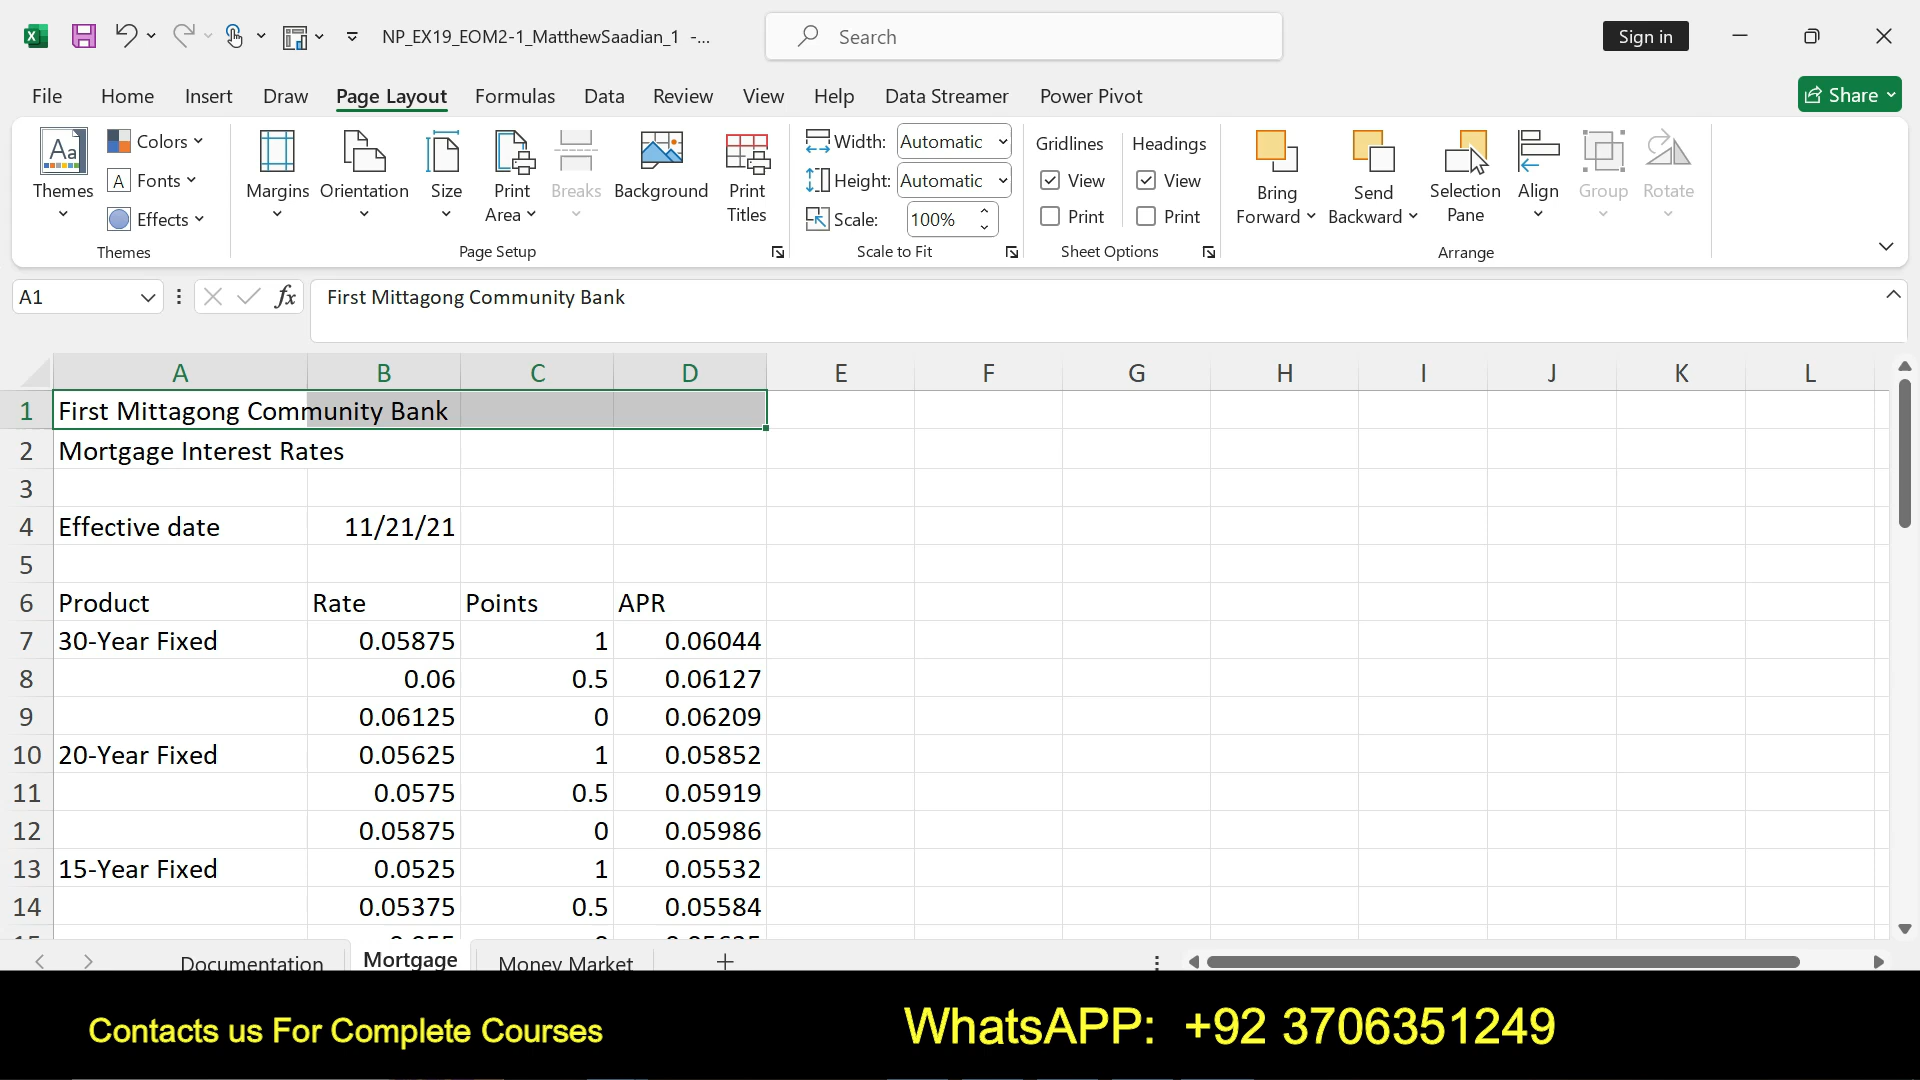 NP_EX19_EOM2-1_MatthewSaadian_1 -...
Search
Sign in
File Home Insert Draw Page Layout Formulas Data Review View Help Data Streamer Power Pivot
Share
Themes
Colors
Fonts
Effects
Themes
Margins
Orientation
Size
Print Area
Breaks
Background
Print Titles
Page Setup
Width: Automatic
Height: Automatic
Scale: 100%
Scale to Fit
Gridlines
View
Print
Headings
View
Print
Sheet Options
Bring Forward
Send Backward
Selection Pane
Align
Group
Rotate
Arrange
A1
fx
First Mittagong Community Bank
A B C D E F G H I J K L
1 First Mittagong Community Bank
2 Mortgage Interest Rates
3
4 Effective date 11/21/21
5
6 Product Rate Points APR
7 30-Year Fixed 0.05875 1 0.06044
8 0.06 0.5 0.06127
9 0.06125 0 0.06209
10 20-Year Fixed 0.05625 1 0.05852
11 0.0575 0.5 0.05919
12 0.05875 0 0.05986
13 15-Year Fixed 0.0525 1 0.05532
14 0.05375 0.5 0.05584
Documentation Mortgage Money Market
Contacts us For Complete Courses
WhatsAPP: +92 3706351249